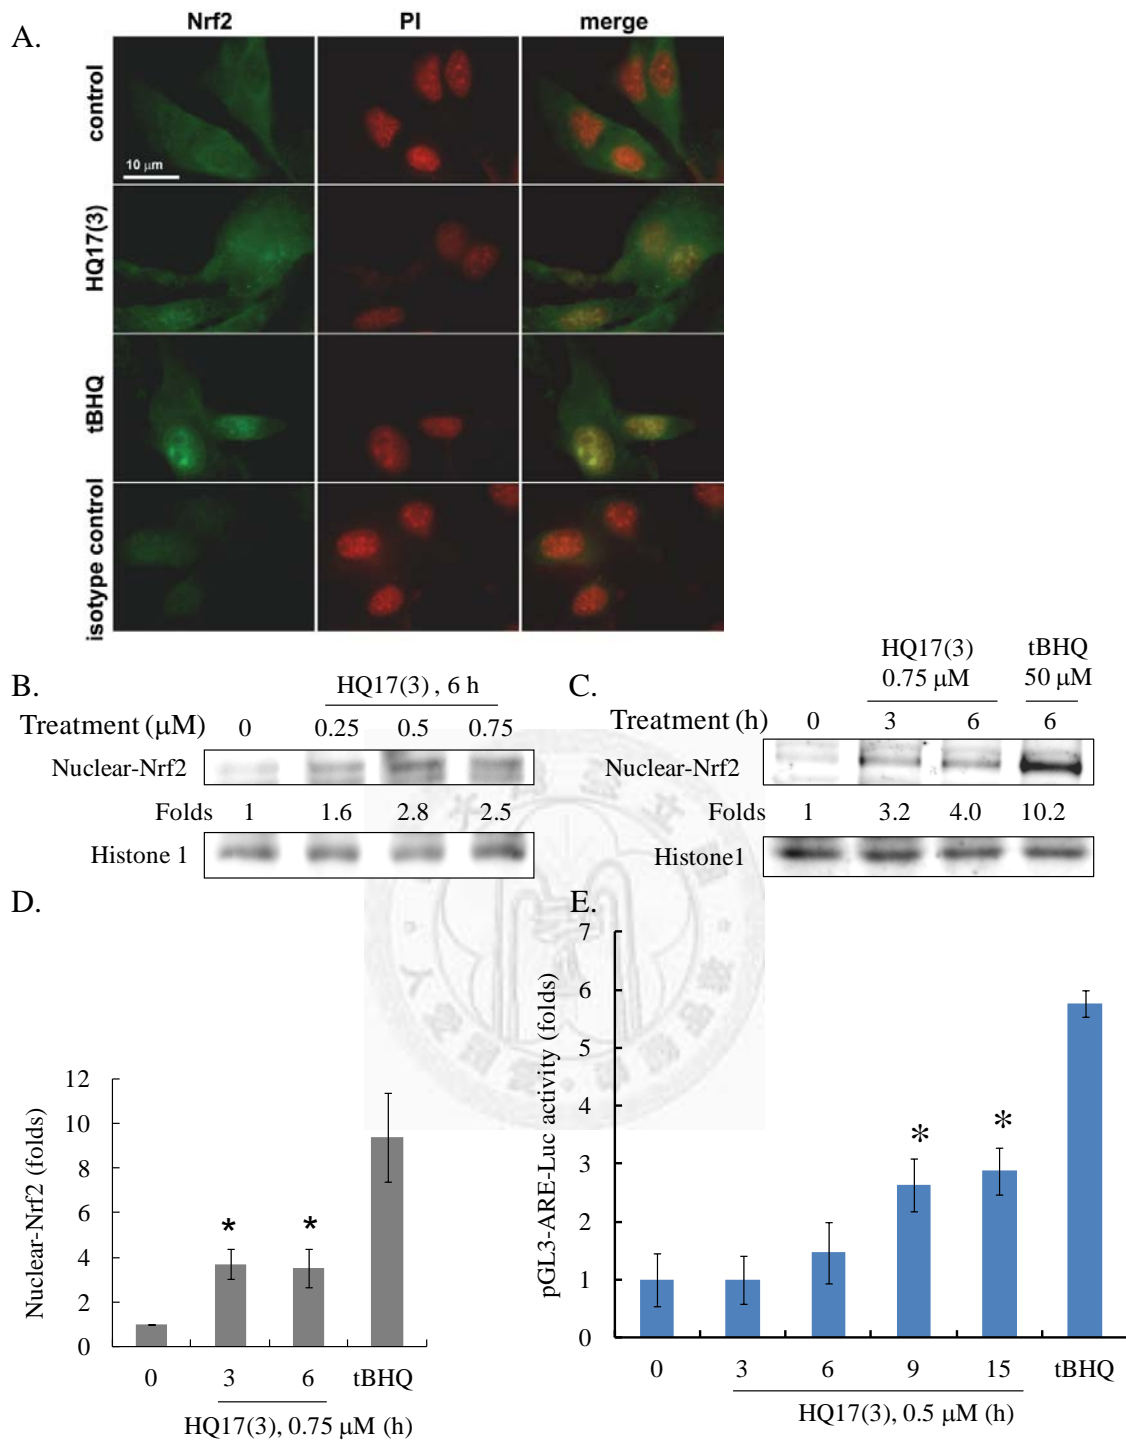 A.
Nrf2 PI merge
control
10 μm
HQ17(3)
tBHQ
isotype control
B.
HQ17(3) , 6 h
Treatment (μM) 0 0.25 0.5 0.75
Nuclear-Nrf2
Folds 1 1.6 2.8 2.5
Histone 1
C.
HQ17(3) tBHQ
0.75 μM 50 μM
Treatment (h) 0 3 6 6
Nuclear-Nrf2
Folds 1 3.2 4.0 10.2
Histone1
D.
Nuclear-Nrf2 (folds)
12
10
8
6
4
2
0
* *
0 3 6 tBHQ
HQ17(3), 0.75 μM (h)
E.
pGL3-ARE-Luc activity (folds)
7
6
5
4
3
2
1
0
* *
0 3 6 9 15 tBHQ
HQ17(3), 0.5 μM (h)